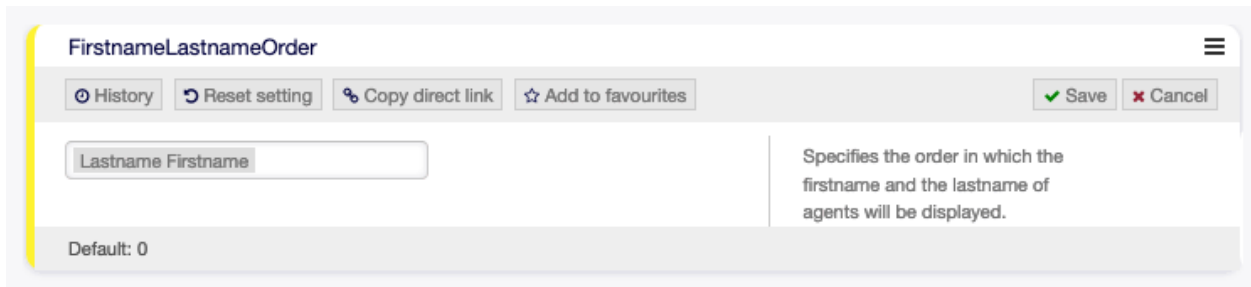 FirstnameLastnameOrder
History Reset setting Copy direct link Add to favourites Save Cancel
Lastname Firstname
Specifies the order in which the
firstname and the lastname of
agents will be displayed.
Default: 0